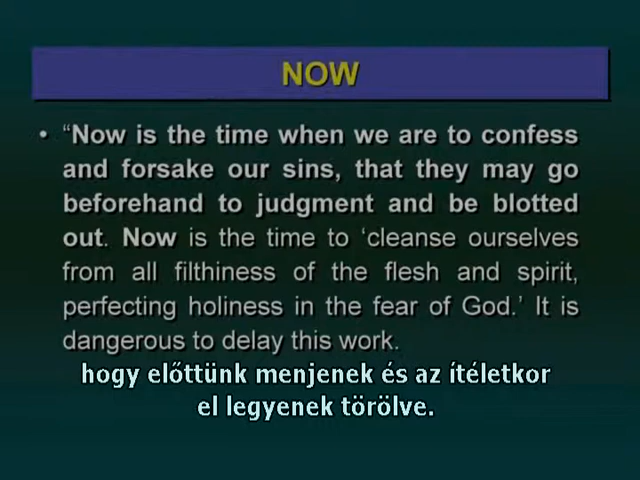 NOW
• “Now is the time when we are to confess
and forsake our sins, that they may go
beforehand to judgment and be blotted
out. Now is the time to ‘cleanse ourselves
from all filthiness of the flesh and spirit,
perfecting holiness in the fear of God.’ It is
dangerous to delay this work.
hogy előttünk menjenek és az ítéletkor
el legyenek törölve.